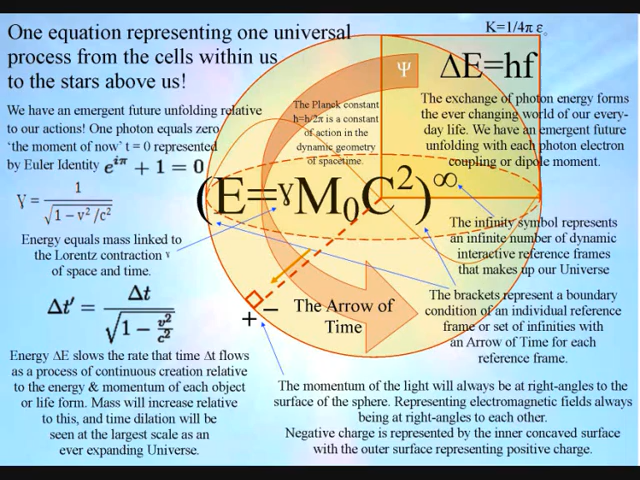 One equation representing one universal
process from the cells within us
to the stars above us!
K=1/4π ε。
Ψ
ΔE=hf
We have an emergent future unfolding relative
to our actions! One photon equals zero
‘the moment of now’ t = 0 represented
by Euler Identity e^{iπ} + 1 = 0
The Planck constant
ħ=h/2π is a constant
of action in the
dynamic geometry
of spacetime.
The exchange of photon energy forms
the ever changing world of our every-
day life. We have an emergent future
unfolding with each photon electron
coupling or dipole moment.
γ = 1 / √(1 − v² /c²)
(E=γM₀C²)^∞
Energy equals mass linked to
the Lorentz contraction γ
of space and time.
The infinity symbol represents
an infinite number of dynamic
interactive reference frames
that makes up our Universe
Δt′ = Δt / √(1 − v²/c²)
+ −
The Arrow of
Time
The brackets represent a boundary
condition of an individual reference
frame or set of infinities with
an Arrow of Time for each
reference frame.
Energy ΔE slows the rate that time Δt flows
as a process of continuous creation relative
to the energy & momentum of each object
or life form. Mass will increase relative
to this, and time dilation will be
seen at the largest scale as an
ever expanding Universe.
The momentum of the light will always be at right-angles to the
surface of the sphere. Representing electromagnetic fields always
being at right-angles to each other.
Negative charge is represented by the inner concaved surface
with the outer surface representing positive charge.